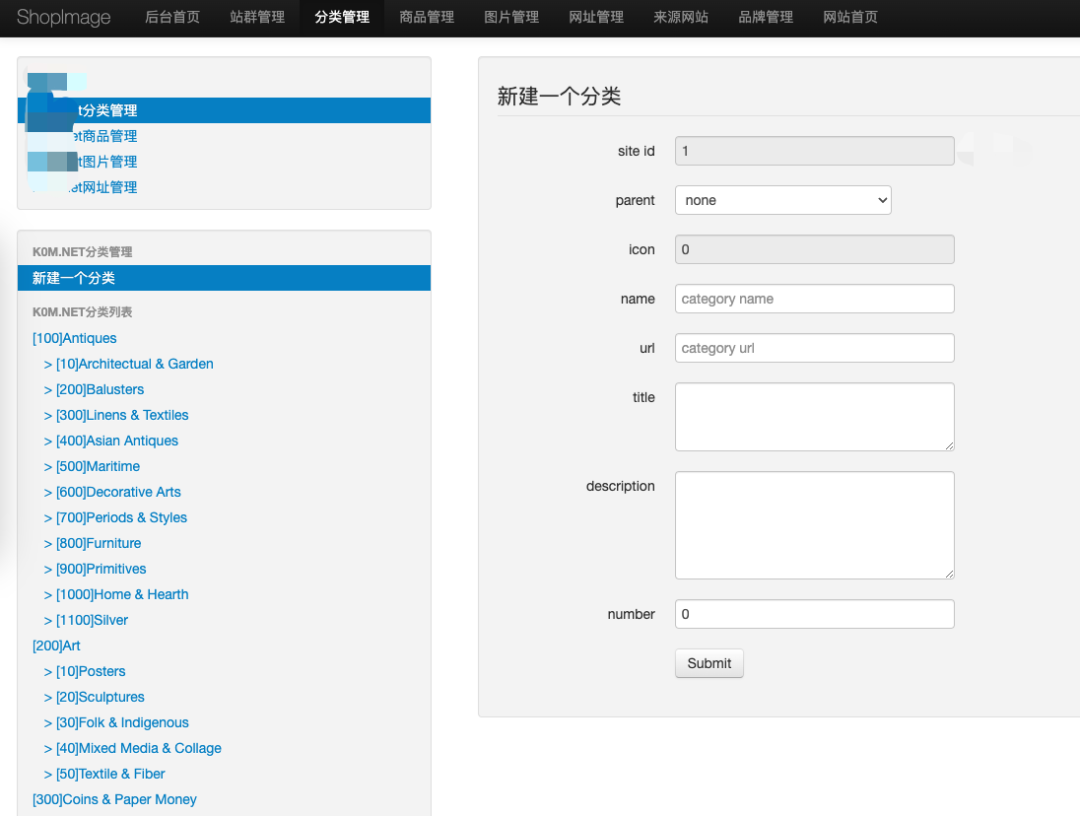 ShopImage 后台首页 站群管理 分类管理 商品管理 图片管理 网址管理 来源网站 品牌管理 网站首页
t分类管理
et商品管理
t图片管理
et网址管理
K0M.NET分类管理
新建一个分类
K0M.NET分类列表
[100]Antiques
> [10]Architectual & Garden
> [200]Balusters
> [300]Linens & Textiles
> [400]Asian Antiques
> [500]Maritime
> [600]Decorative Arts
> [700]Periods & Styles
> [800]Furniture
> [900]Primitives
> [1000]Home & Hearth
> [1100]Silver
[200]Art
> [10]Posters
> [20]Sculptures
> [30]Folk & Indigenous
> [40]Mixed Media & Collage
> [50]Textile & Fiber
[300]Coins & Paper Money
新建一个分类
site id 1
parent none
icon 0
name category name
url category url
title
description
number 0
Submit